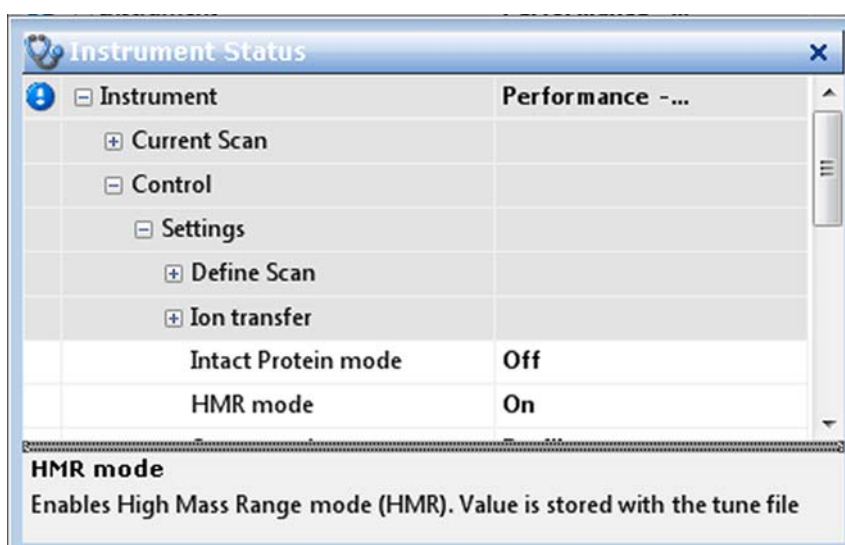 Instrument Status
Instrument Performance -...
Current Scan
Control
Settings
Define Scan
Ion transfer
Intact Protein mode Off
HMR mode On
HMR mode
Enables High Mass Range mode (HMR). Value is stored with the tune file